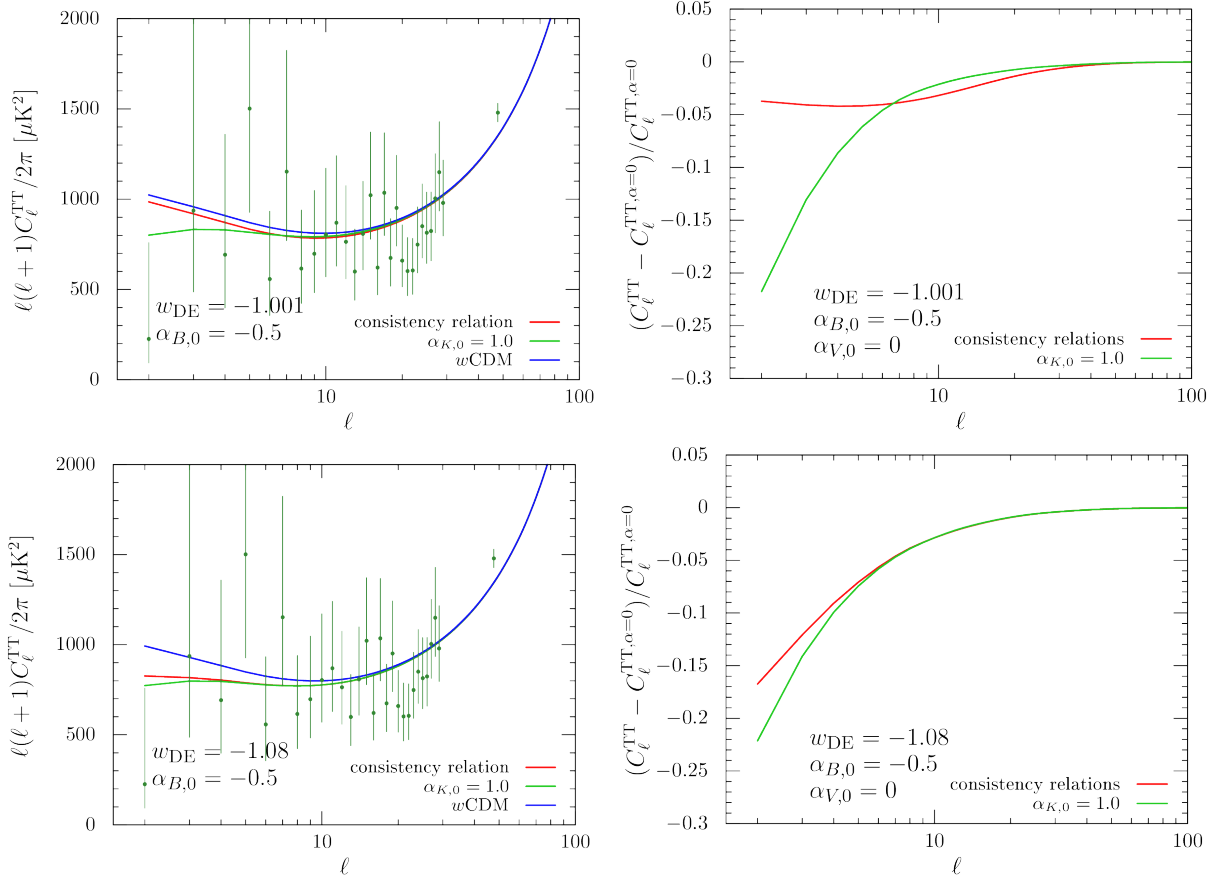 2000
1500
1000
500
0
10
100
ℓ(ℓ + 1)C_ℓ^TT/2π [μK²]
ℓ
w_DE = −1.001
α_B,0 = −0.5
consistency relation
α_K,0 = 1.0
wCDM
0.05
0
−0.05
−0.1
−0.15
−0.2
−0.25
−0.3
10
100
(C_ℓ^TT − C_ℓ^TT,α=0)/C_ℓ^TT,α=0
ℓ
w_DE = −1.001
α_B,0 = −0.5
α_V,0 = 0
consistency relations
α_K,0 = 1.0
2000
1500
1000
500
0
10
100
ℓ(ℓ + 1)C_ℓ^TT/2π [μK²]
ℓ
w_DE = −1.08
α_B,0 = −0.5
consistency relation
α_K,0 = 1.0
wCDM
0.05
0
−0.05
−0.1
−0.15
−0.2
−0.25
−0.3
10
100
(C_ℓ^TT − C_ℓ^TT,α=0)/C_ℓ^TT,α=0
ℓ
w_DE = −1.08
α_B,0 = −0.5
α_V,0 = 0
consistency relations
α_K,0 = 1.0